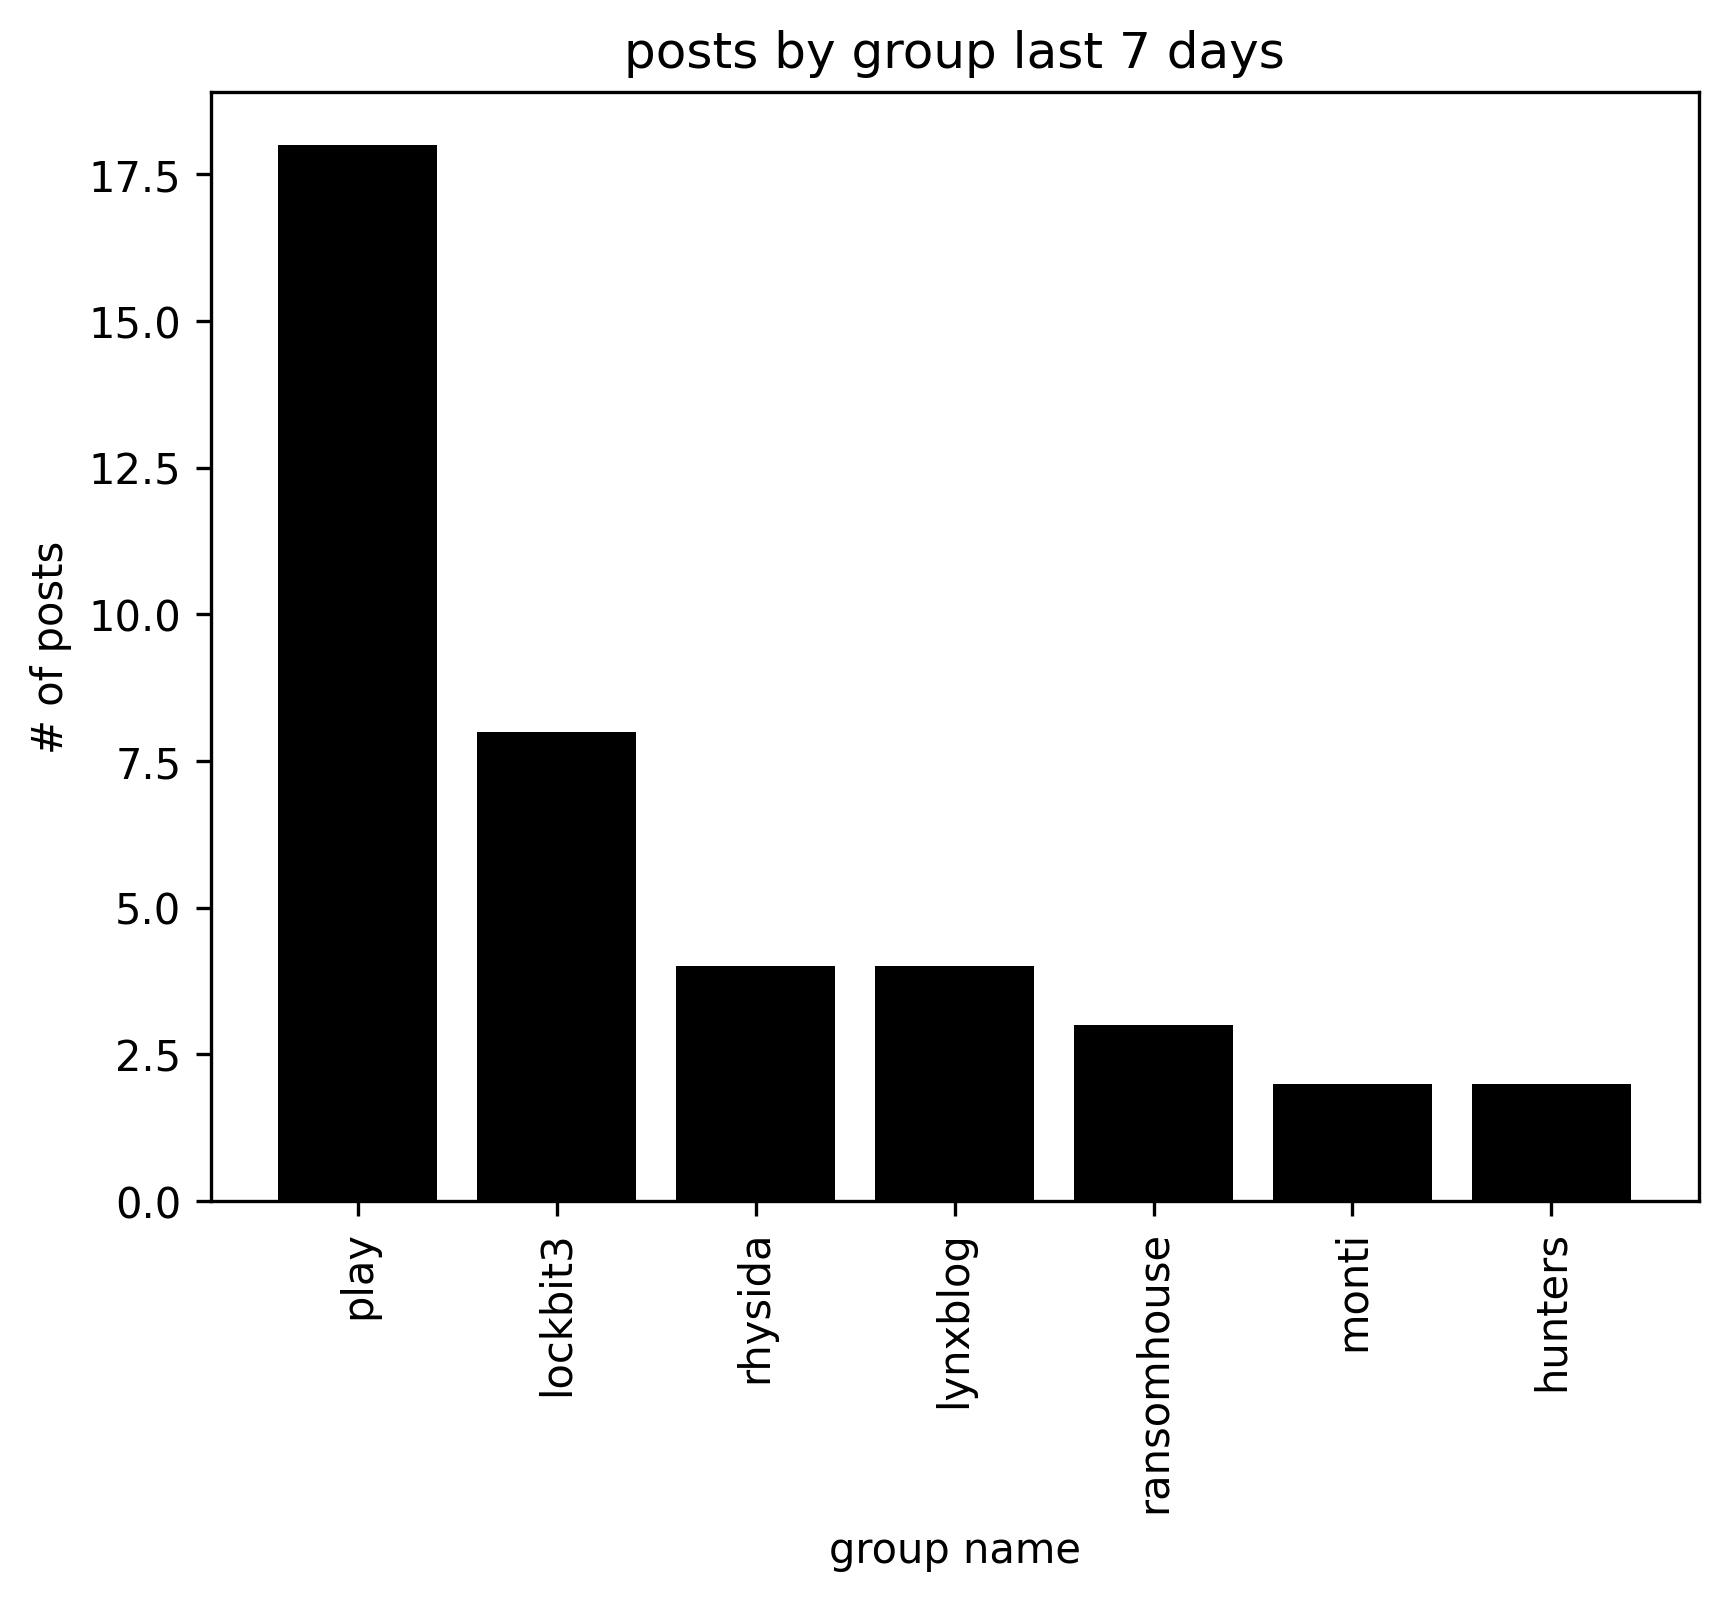 posts by group last 7 days
# of posts
17.5
15.0
12.5
10.0
7.5
5.0
2.5
0.0
play
lockbit3
rhysida
lynxblog
ransomhouse
monti
hunters
group name